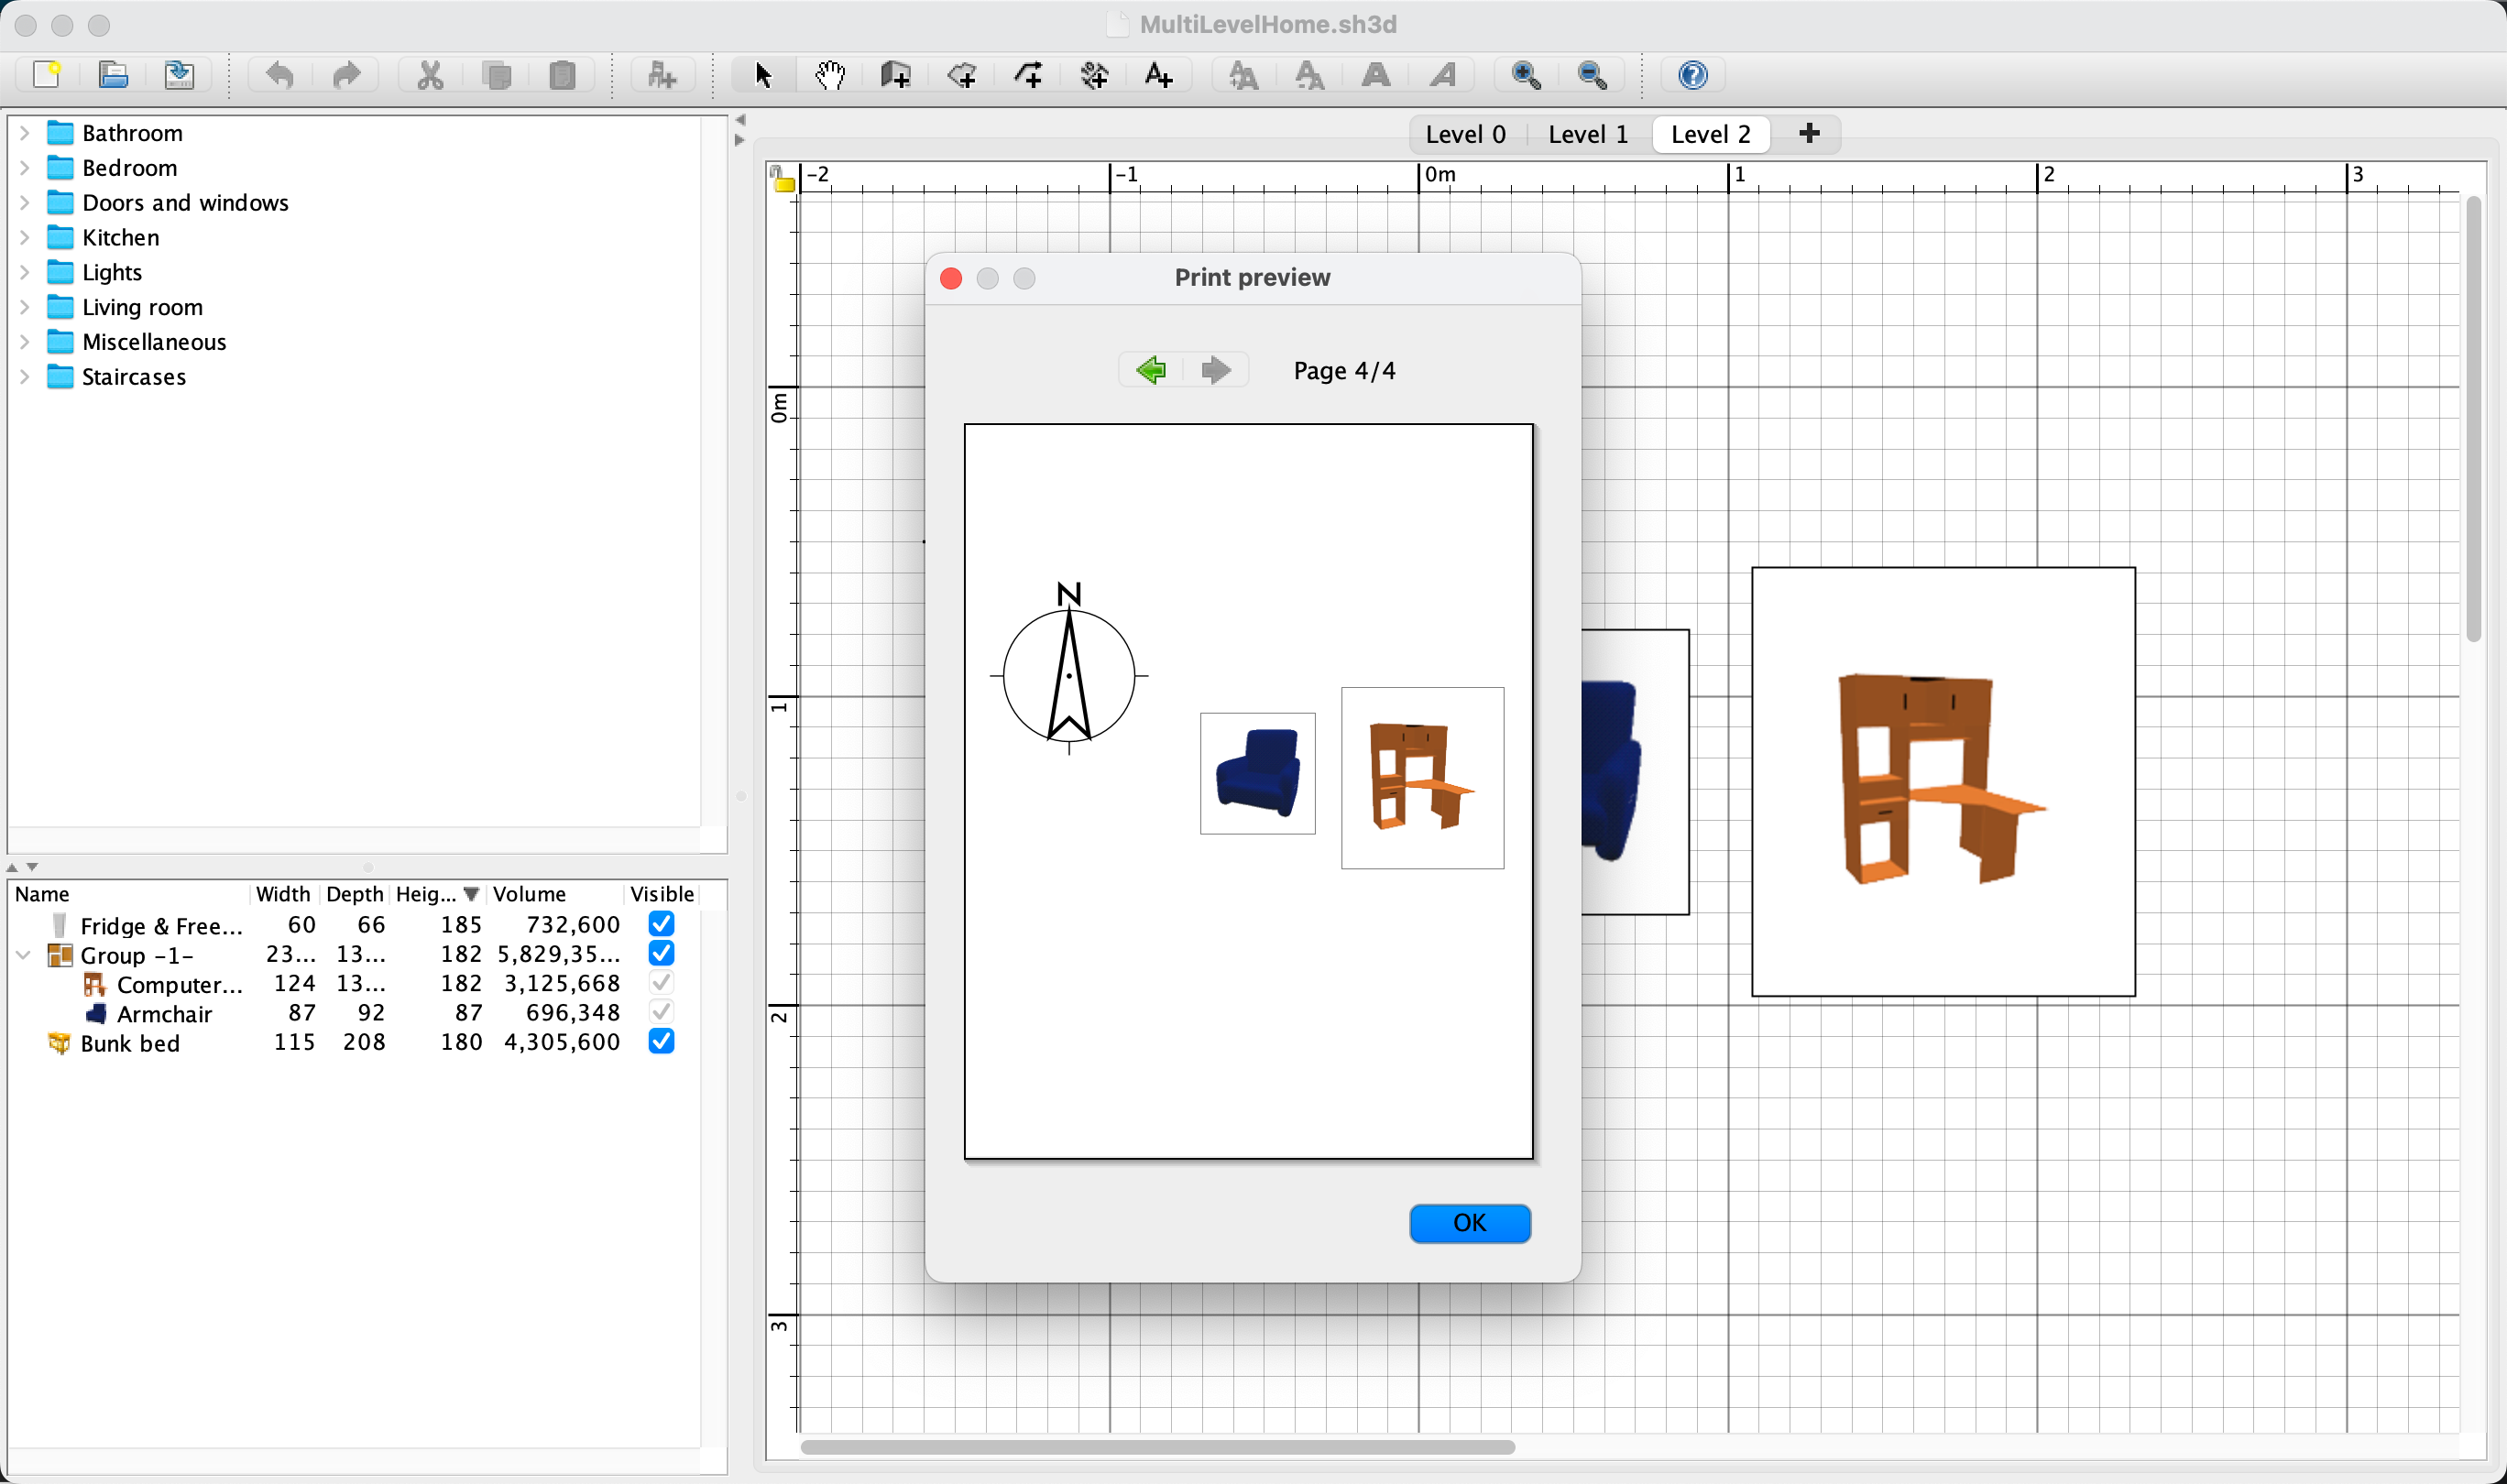 MultiLevelHome.sh3d
Level 0
Level 1
Level 2
Bathroom
Bedroom
Doors and windows
Kitchen
Lights
Living room
Miscellaneous
Staircases
-2
-1
0m
1
2
3
0m
1
2
3
Print preview
Page 4/4
N
OK
Name Width Depth Heig... Volume Visible
Fridge & Free... 60 66 185 732,600
Group -1- 23... 13... 182 5,829,35...
Computer... 124 13... 182 3,125,668
Armchair 87 92 87 696,348
Bunk bed 115 208 180 4,305,600